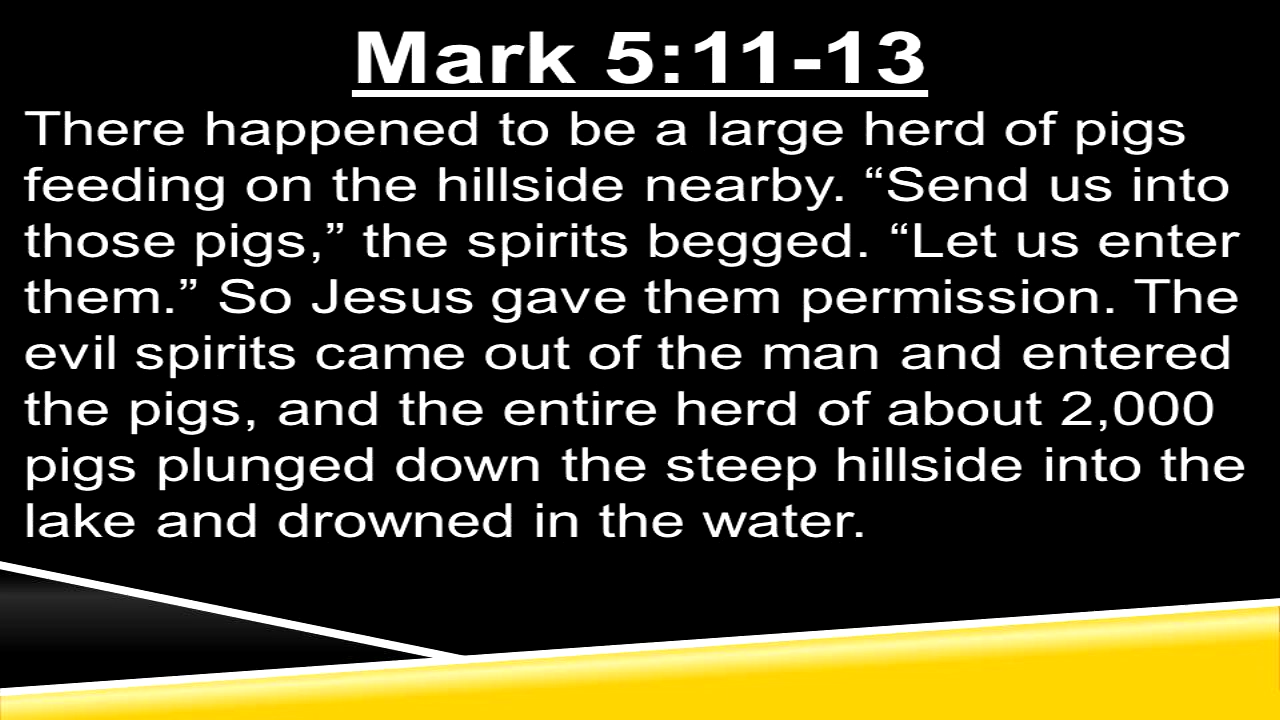 Mark 5:11-13
There happened to be a large herd of pigs
feeding on the hillside nearby. “Send us into
those pigs,” the spirits begged. “Let us enter
them.” So Jesus gave them permission. The
evil spirits came out of the man and entered
the pigs, and the entire herd of about 2,000
pigs plunged down the steep hillside into the
lake and drowned in the water.